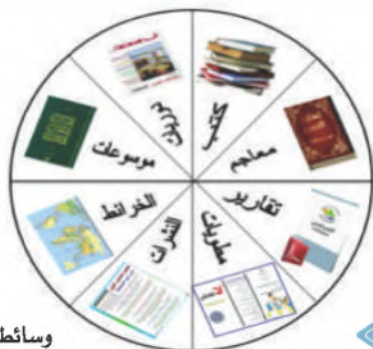 كتب
معاجم
تقارير
مطويات
النشرات
الخرائط
موسوعات
دوريات
وسائط